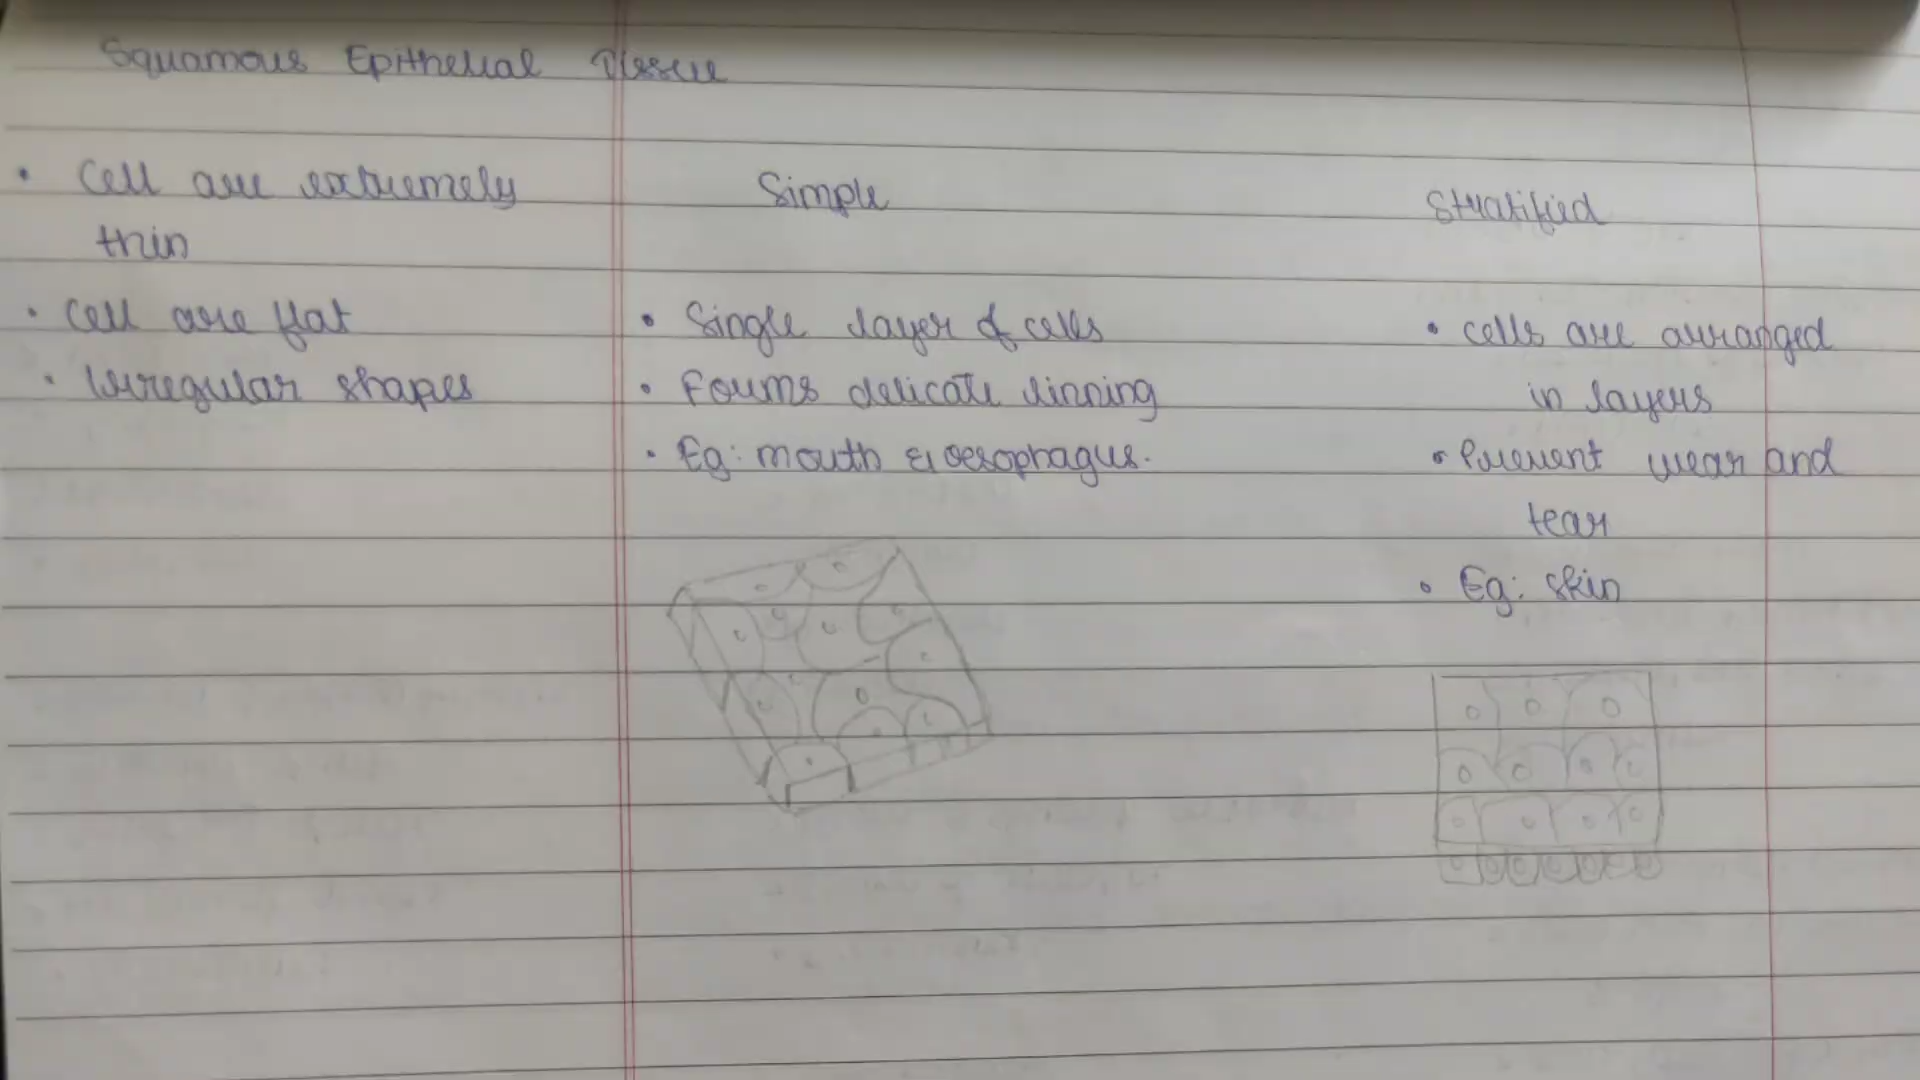 Squamous Epithelial Tissue
• Cell are extremely
thin
• Cell are flat
• Irregular shapes
Simple
• Single layer of cells
• Forms delicate linning
• Eg: mouth & oesophagus.
Stratified
• cells are arranged
in layers
• Prevent wear and
tear
• Eg: skin